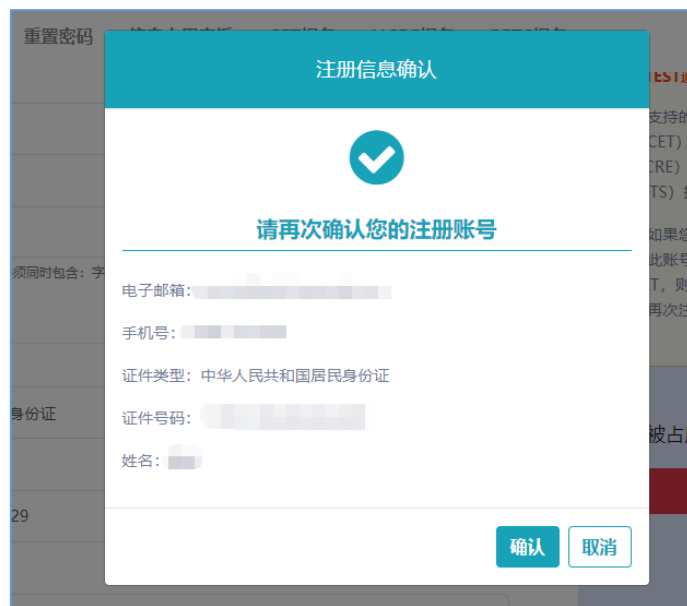 重置密码
注册信息确认
请再次确认您的注册账号
电子邮箱:
手机号:
证件类型: 中华人民共和国居民身份证
证件号码:
姓名:
确认 取消
支持的
CET)
CRE)
TS)
如果您
此账号
T, 则
再次注
须同时包含: 字
身份证
29
被占用